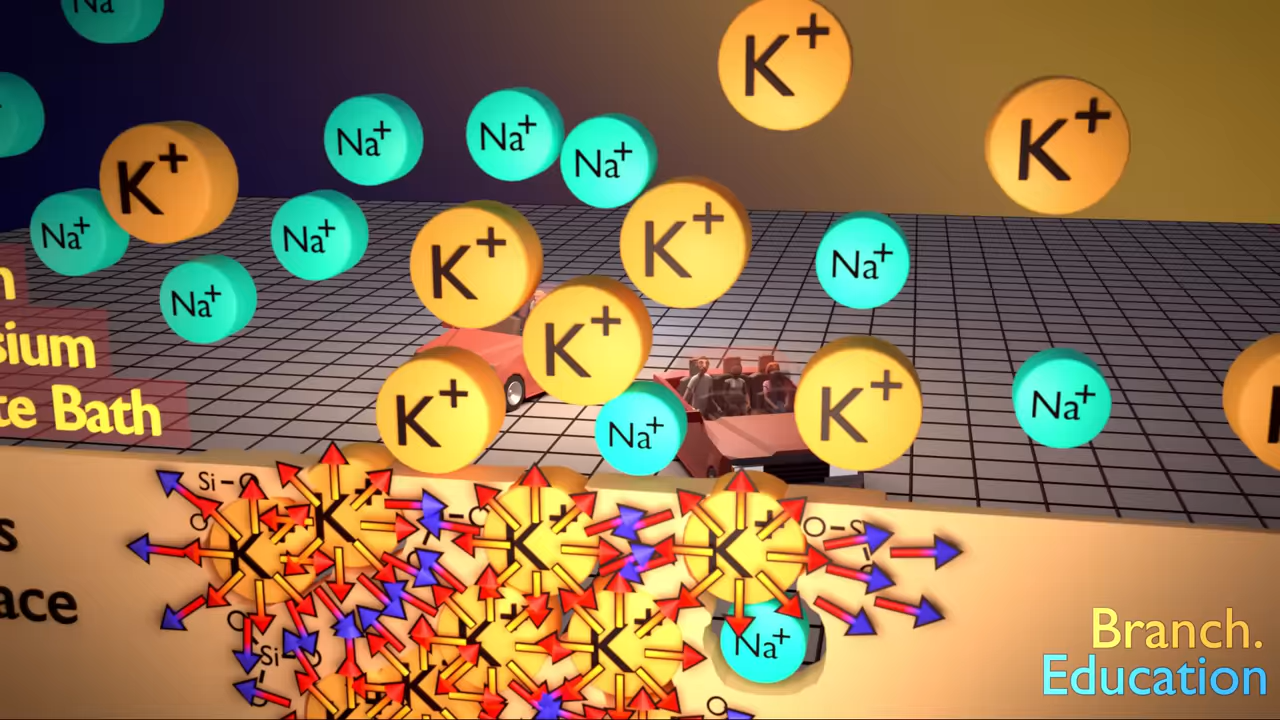 Na
K+
K+
Na+
Na+
Na+
K+
Na+
K+
Na+
K+
K+
Na+
Na+
K+
K+
K+
Na+
Na+
n
sium
te Bath
Si-O
K
K+
O-S
s
K
K+
ace
K+
K+
Na+
Si-O
K
Branch.
Education